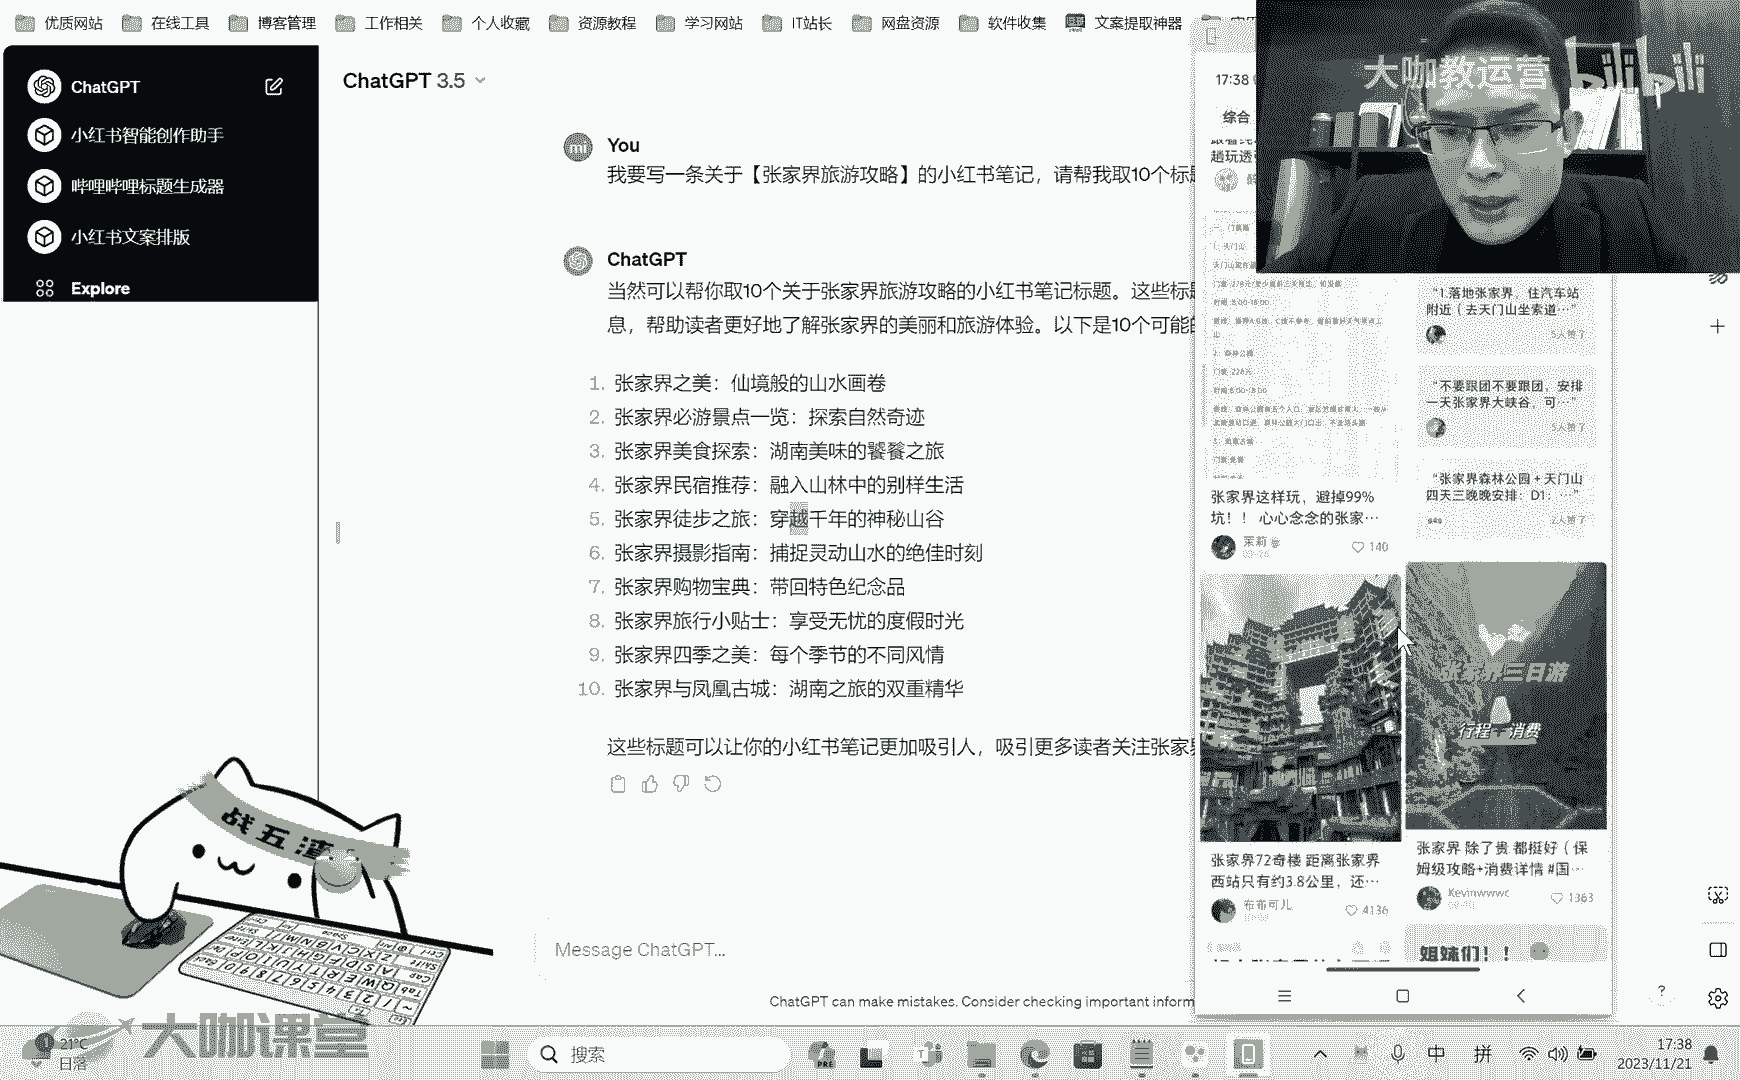 优质网站 在线工具 博客管理 工作相关 个人收藏 资源教程 学习网站 IT站长 网盘资源 软件收集 文案提取神器
ChatGPT
小红书智能创作助手
哔哩哔哩标题生成器
小红书文案排版
Explore
ChatGPT 3.5
You
我要写一条关于【张家界旅游攻略】的小红书笔记，请帮我取10个标
ChatGPT
当然可以帮你取10个关于张家界旅游攻略的小红书笔记标题。这些标
息，帮助读者更好地了解张家界的美丽和旅游体验。以下是10个可能的
1. 张家界之美：仙境般的山水画卷
2. 张家界必游景点一览：探索自然奇迹
3. 张家界美食探索：湖南美味的饕餮之旅
4. 张家界民宿推荐：融入山林中的别样生活
5. 张家界徒步之旅：穿越千年的神秘山谷
6. 张家界摄影指南：捕捉灵动山水的绝佳时刻
7. 张家界购物宝典：带回特色纪念品
8. 张家界旅行小贴士：享受无忧的度假时光
9. 张家界四季之美：每个季节的不同风情
10. 张家界与凤凰古城：湖南之旅的双重精华
这些标题可以让你的小红书笔记更加吸引人，吸引更多读者关注张家
Message ChatGPT...
ChatGPT can make mistakes. Consider checking important inform
大咖教运营 bilibili
17:38
综合
趟玩透
“1.落地张家界，住汽车站
附近（去天门山坐索道…”
5人赞了
“不要跟团不要跟团，安排
一天张家界大峡谷，可…”
5人赞了
“张家界森林公园+天门山
四天三晚晚安排：D1：…”
2人赞了
张家界这样玩，避掉99%
坑！！ 心心念念的张家…
茉莉
140
张家界三日游
行程+消费
张家界72奇楼 距离张家界
西站只有约3.8公里，还…
布布可儿
4136
张家界 除了贵 都挺好（保
姆级攻略+消费详情 #国…
Kevinwwwc
1363
姐妹们！！
战五渣
大咖课堂
21°C
日落
搜索
中 拼
17:38
2023/11/21